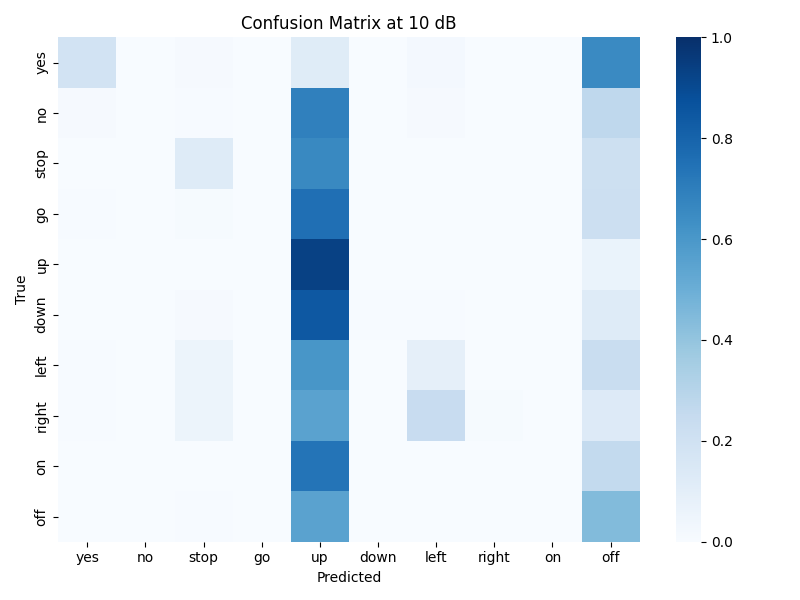 Confusion Matrix at 10 dB
True
yes
no
stop
go
up
down
left
right
on
off
yes no stop go up down left right on off
Predicted
1.0
0.8
0.6
0.4
0.2
0.0